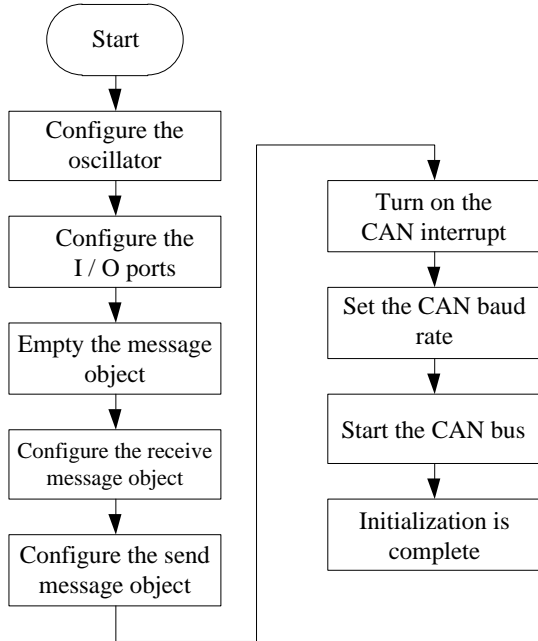 Start
Configure the
oscillator
Configure the
I / O ports
Empty the message
object
Configure the receive
message object
Configure the send
message object
Turn on the
CAN interrupt
Set the CAN baud
rate
Start the CAN bus
Initialization is
complete